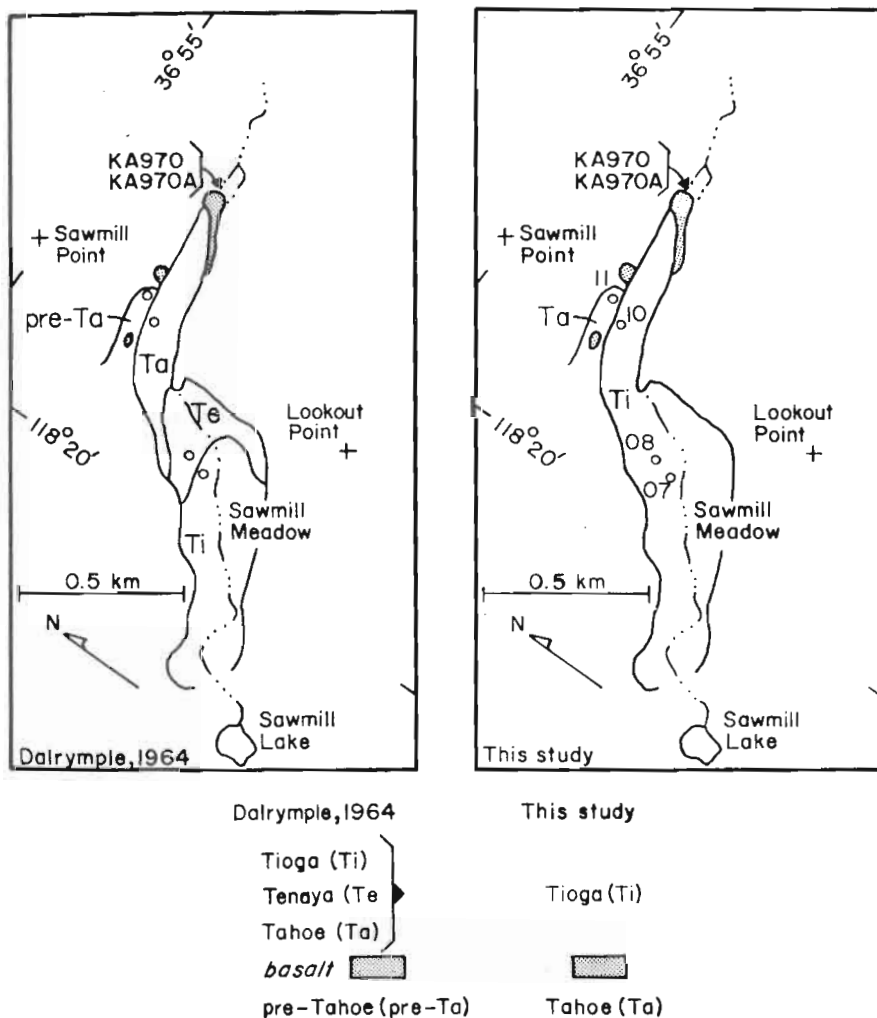 36° 55'
KA970
KA970A
+ Sawmill
Point
pre-Ta
Ta
Te
Lookout
Point +
118° 20'
Sawmill
Meadow
Ti
0.5 km
N
Sawmill
Lake
Dalrymple, 1964
36° 55'
KA970
KA970A
+ Sawmill
Point
11
10
Ta
Ti
Lookout
Point +
118° 20'
08
07
Sawmill
Meadow
0.5 km
N
Sawmill
Lake
This study
Dalrymple, 1964 This study
Tioga (Ti)
Tenaya (Te Tioga (Ti)
Tahoe (Ta)
basalt
pre-Tahoe (pre-Ta) Tahoe (Ta)